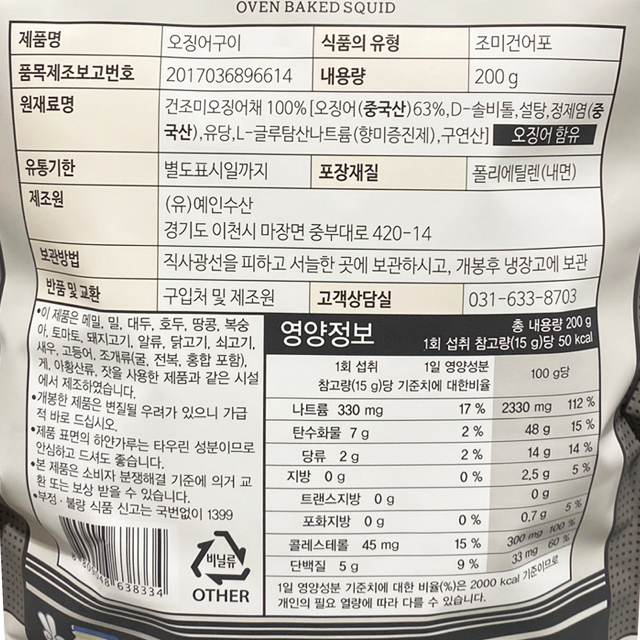 OVEN BAKED SQUID
제품명 오징어구이 식품의 유형 조미건어포
품목제조보고번호 2017036896614 내용량 200 g
원재료명 건조미오징어채 100% [오징어(중국산)63%, D-솔비톨, 설탕, 정제염(중
국산), 유당, L-글루탐산나트륨(향미증진제), 구연산] 오징어 함유
유통기한 별도표시일까지 포장재질 폴리에틸렌(내면)
제조원 (유)예인수산
경기도 이천시 마장면 중부대로 420-14
보관방법 직사광선을 피하고 서늘한 곳에 보관하시고, 개봉후 냉장고에 보관
반품 및 교환 구입처 및 제조원 고객상담실 031-633-8703
•이 제품은 메밀, 밀, 대두, 호두, 땅콩, 복숭
아, 토마토, 돼지고기, 알류, 닭고기, 쇠고기,
새우, 고등어, 조개류(굴, 전복, 홍합 포함),
게, 아황산류, 잣을 사용한 제품과 같은 시설
에서 제조하였습니다.
•개봉한 제품은 변질될 우려가 있으니 가급
적 바로 드십시오.
•제품 표면의 하얀가루는 타우린 성분이므로
안심하고 드셔도 좋습니다.
•본 제품은 소비자 분쟁해결 기준에 의거 교
환 또는 보상 받을 수 있습니다.
•부정·불량 식품 신고는 국번없이 1399
영양정보 총 내용량 200 g
1회 섭취 참고량(15 g)당 50 kcal
1회 섭취 1일 영양성분 100 g당
참고량(15 g)당 기준치에 대한비율
나트륨 330 mg 17 % 2330 mg 112 %
탄수화물 7 g 2 % 48 g 15 %
당류 2 g 2 % 14 g 14 %
지방 0 g 0 % 2.5 g 5 %
트랜스지방 0 g 0 g
포화지방 0 g 0 % 0.7 g 5 %
콜레스테롤 45 mg 15 % 300 mg 100 %
단백질 5 g 9 % 33 mg 60 %
1일 영양성분 기준치에 대한 비율(%)은 2000 kcal 기준이므로
개인의 필요 열량에 따라 다를 수 있습니다.
비닐류
OTHER
638334